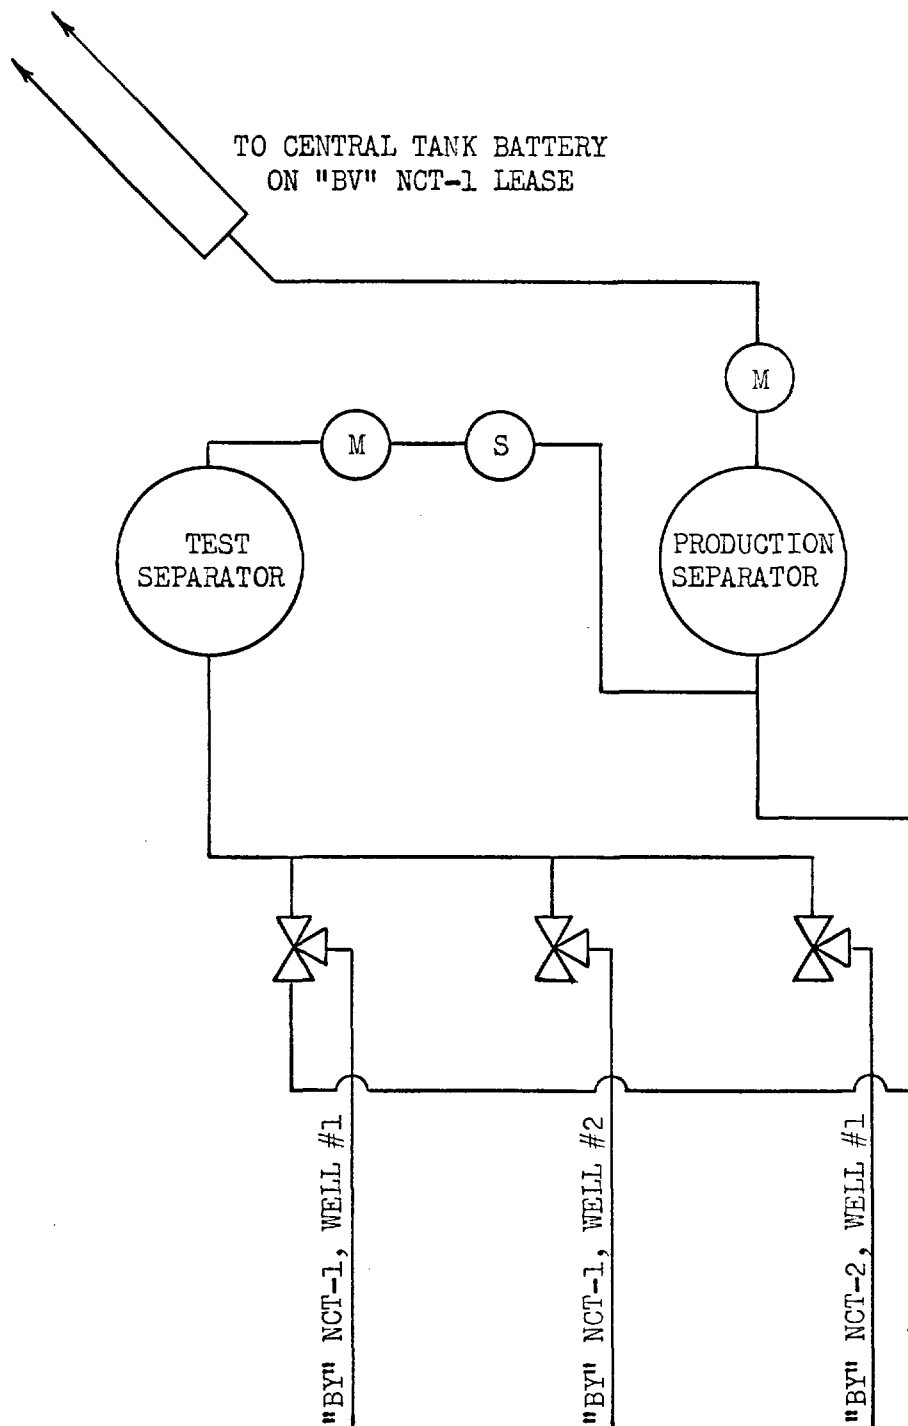 TO CENTRAL TANK BATTERY
ON "BV" NCT-1 LEASE
M
M
S
TEST
SEPARATOR
PRODUCTION
SEPARATOR
"BY" NCT-1, WELL #1
"BY" NCT-1, WELL #2
"BY" NCT-2, WELL #1